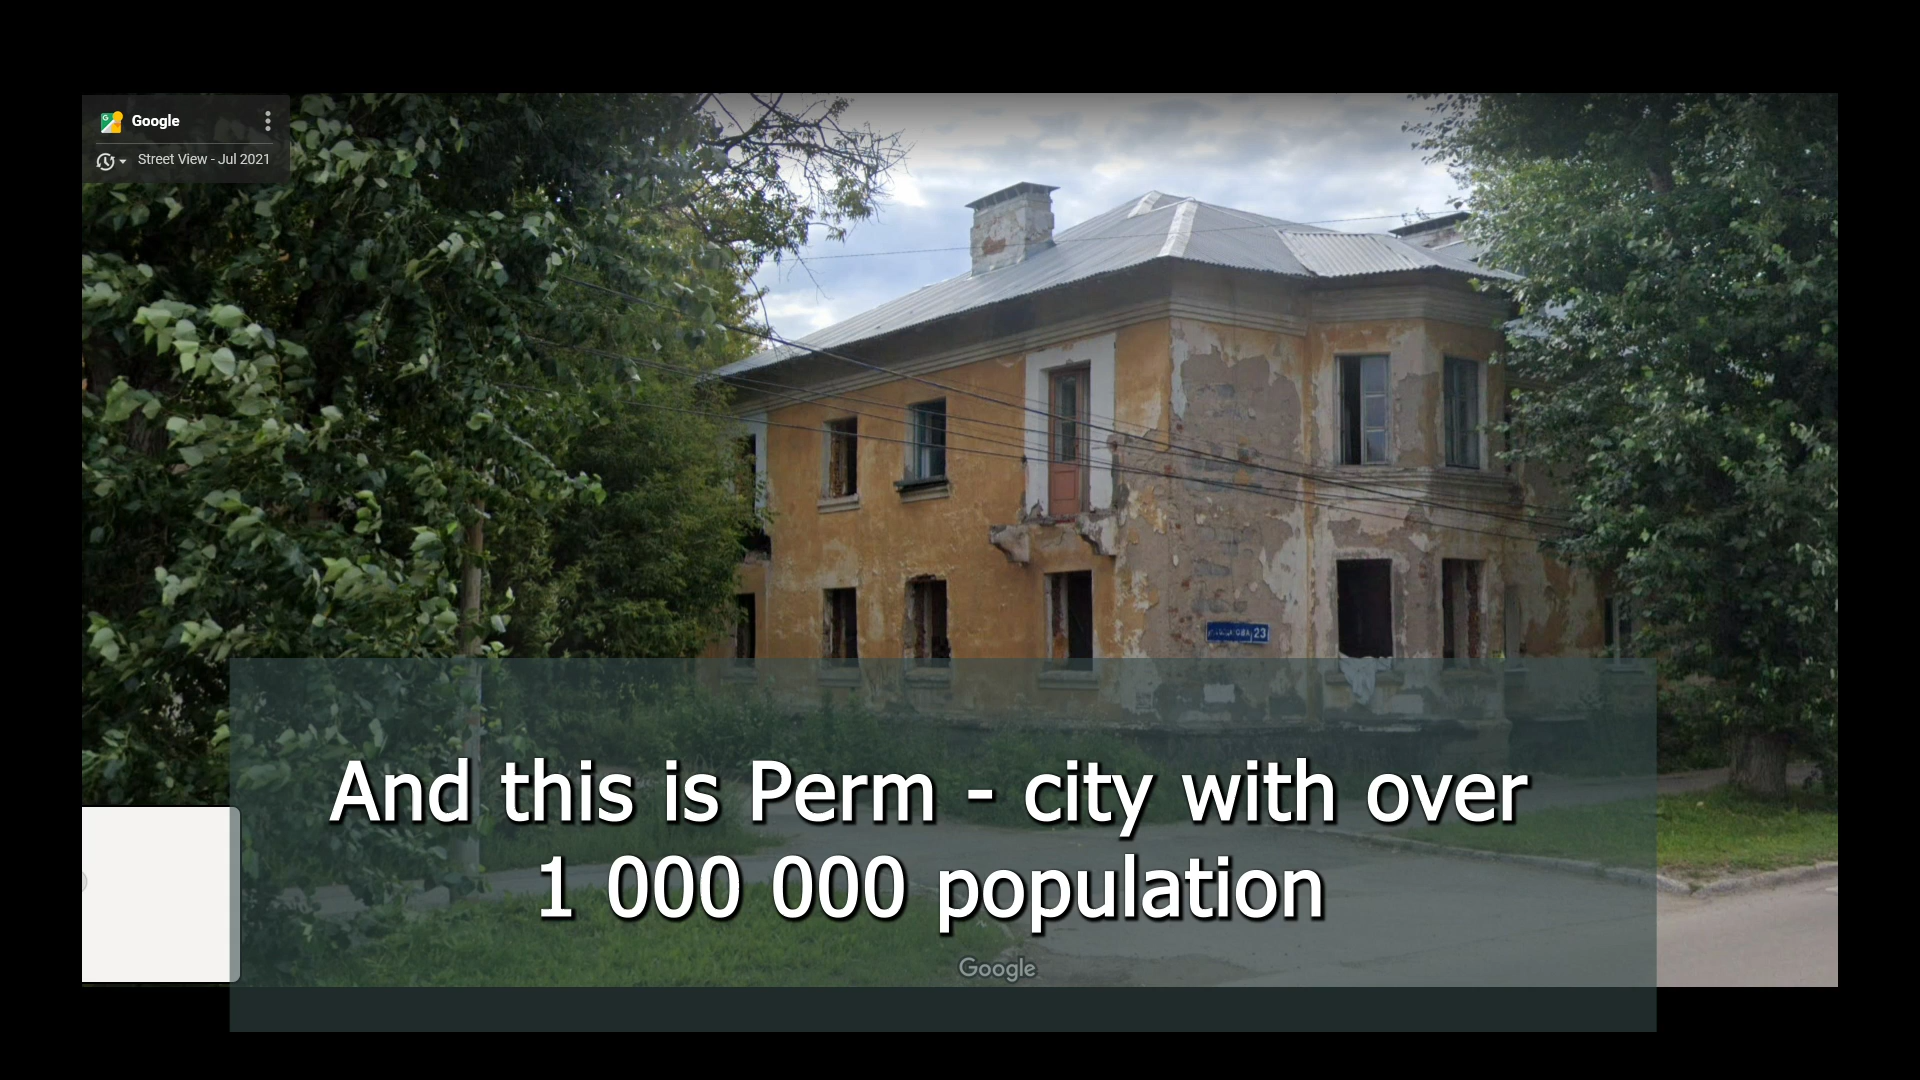 Google
Street View - Jul 2021
23
And this is Perm - city with over
1 000 000 population
Google